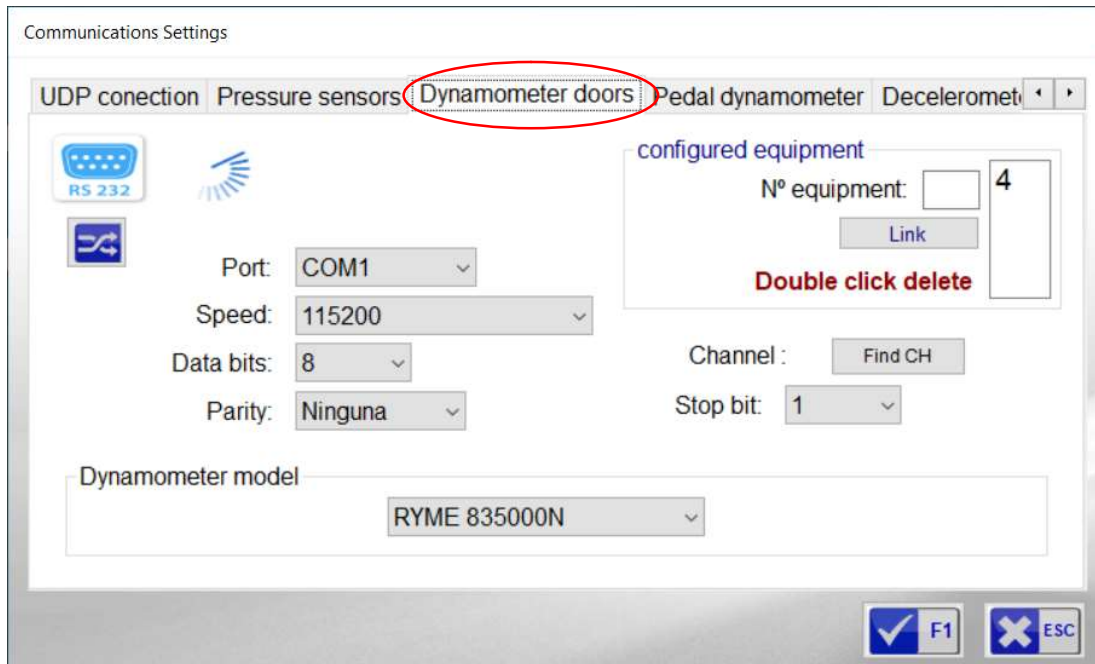 Communications Settings
UDP conection Pressure sensors Dynamometer doors Pedal dynamometer Deceleromet
RS 232
configured equipment
Nº equipment: 4
Link
Double click delete
Port: COM1
Speed: 115200
Data bits: 8
Parity: Ninguna
Channel : Find CH
Stop bit: 1
Dynamometer model
RYME 835000N
F1 ESC